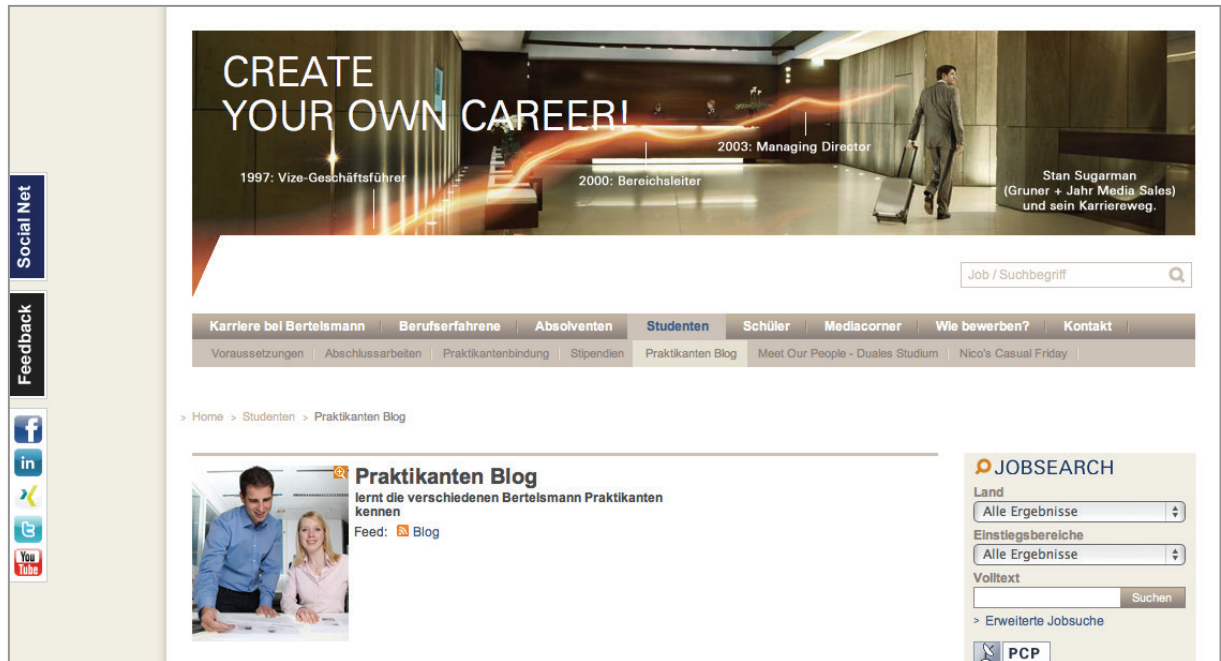 CREATE
YOUR OWN CAREER!
1997: Vize-Geschäftsführer
2000: Bereichsleiter
2003: Managing Director
Stan Sugarman
(Gruner + Jahr Media Sales)
und sein Karriereweg.
Social Net
Feedback
in
You
Tube
Job / Suchbegriff
Karriere bei Bertelsmann Berufserfahrene Absolventen Studenten Schüler Mediacorner Wie bewerben? Kontakt
Voraussetzungen Abschlussarbeiten Praktikantenbindung Stipendien Praktikanten Blog Meet Our People - Duales Studium Nico's Casual Friday
> Home > Studenten > Praktikanten Blog
Praktikanten Blog
lernt die verschiedenen Bertelsmann Praktikanten
kennen
Feed: Blog
JOBSEARCH
Land
Alle Ergebnisse
Einstiegsbereiche
Alle Ergebnisse
Volltext
Suchen
> Erweiterte Jobsuche
PCP